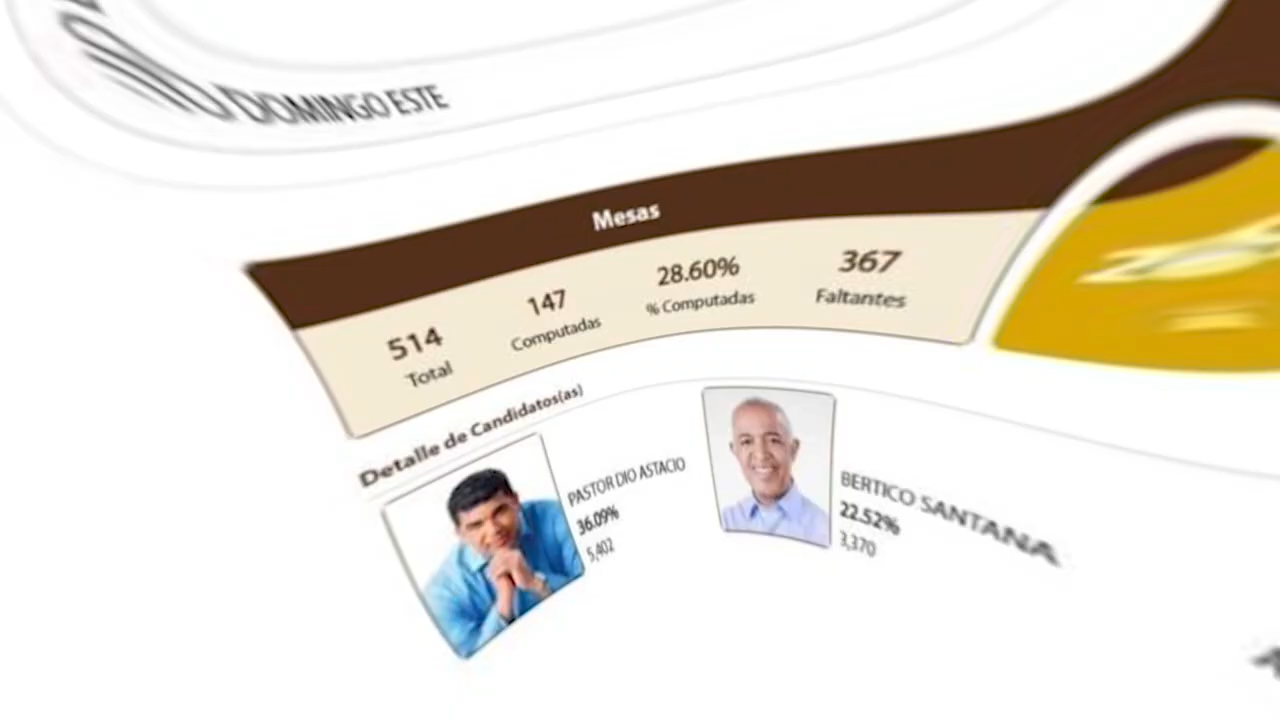 DOMINGO ESTE
Mesas
514
Total
147
Computadas
28.60%
% Computadas
367
Faltantes
Detalle de Candidatos(as)
PASTOR DIO ASTACIO
36.09%
5,402
BERTICO SANTANA
22.52%
3,370